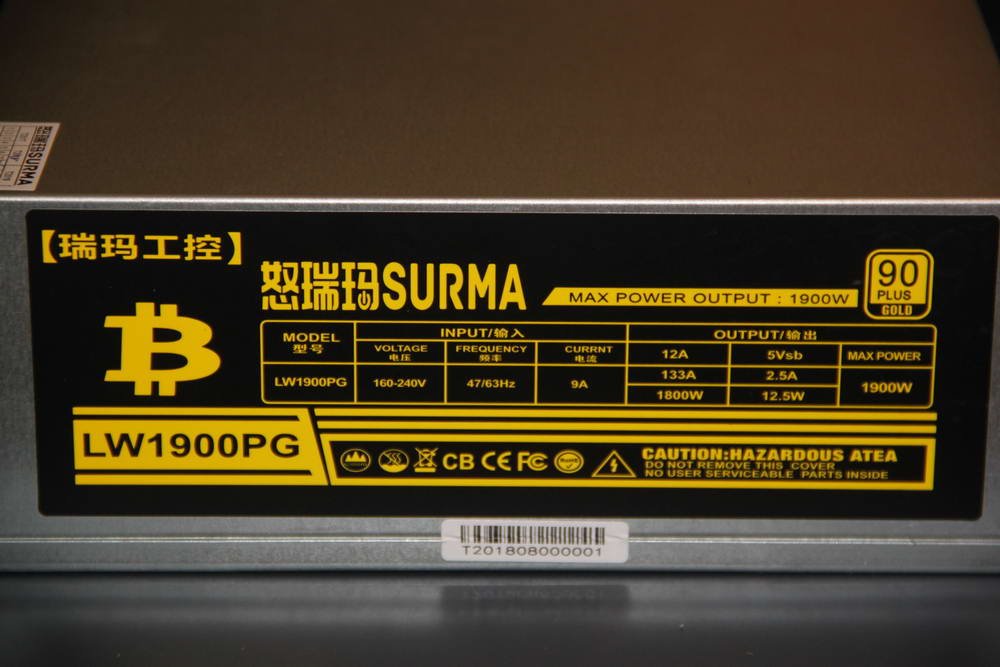 怒瑞玛SURMA
【瑞玛工控】
怒瑞玛SURMA
MAX POWER OUTPUT : 1900W
90
PLUS
GOLD
MODEL
型号
INPUT/输入
OUTPUT/输出
VOLTAGE
电压
FREQUENCY
频率
CURRNT
电流
12A
5Vsb
MAX POWER
LW1900PG
160-240V
47/63Hz
9A
133A
2.5A
1900W
1800W
12.5W
LW1900PG
CB CE FC
CAUTION:HAZARDOUS ATEA
DO NOT REMOVE THIS COVER
NO USER SERVICEABLE PARTS INSIDE
T201808000001